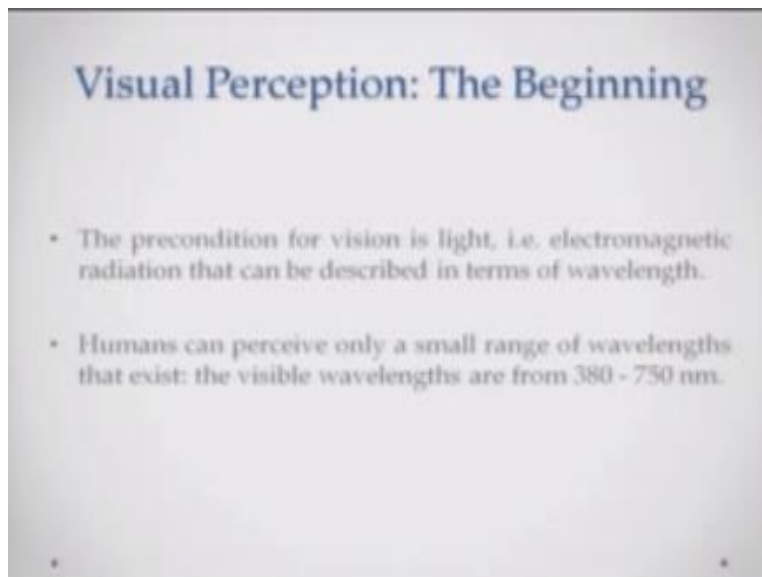 Visual Perception: The Beginning
• The precondition for vision is light, i.e. electromagnetic
radiation that can be described in terms of wavelength.
• Humans can perceive only a small range of wavelengths
that exist: the visible wavelengths are from 380 - 750 nm.